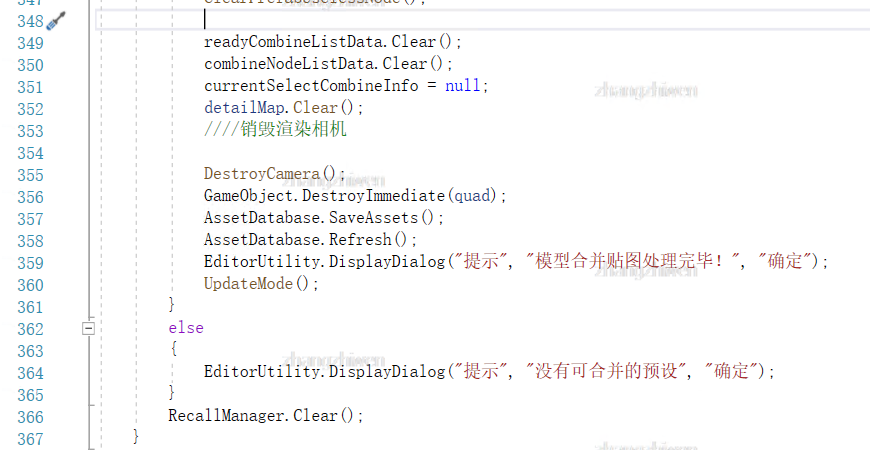 347
348
349 readyCombineListData.Clear();
350 combineNodeListData.Clear();
351 currentSelectCombineInfo = null;
352 detailMap.Clear();
353 ////销毁渲染相机
354
355 DestroyCamera();
356 GameObject.DestroyImmediate(quad);
357 AssetDatabase.SaveAssets();
358 AssetDatabase.Refresh();
359 EditorUtility.DisplayDialog("提示", "模型合并贴图处理完毕！", "确定");
360 UpdateMode();
361 }
362 else
363 {
364 EditorUtility.DisplayDialog("提示", "没有可合并的预设", "确定");
365 }
366 RecallManager.Clear();
367 }
zhangzhiwen
zhangzhiwen
zhangzhiwen
zhangzhiwen